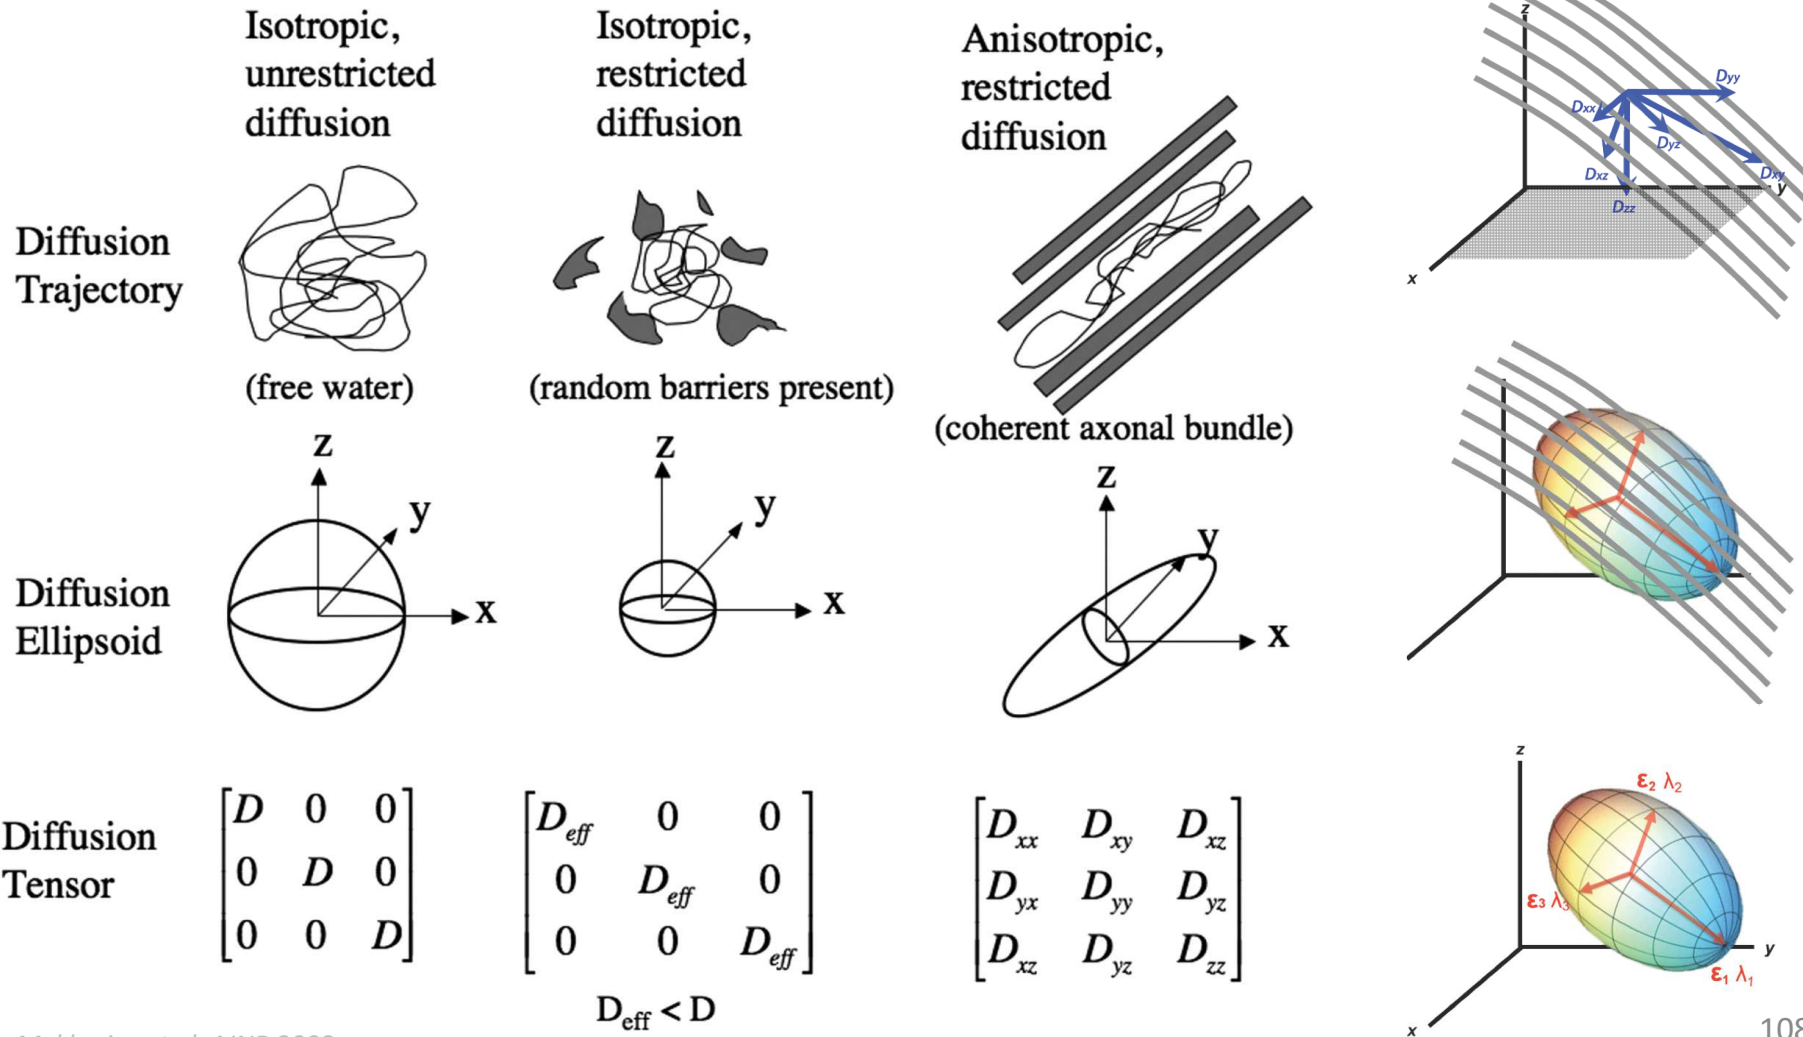 Isotropic,
unrestricted
diffusion
Isotropic,
restricted
diffusion
Anisotropic,
restricted
diffusion
Diffusion
Trajectory
(free water)
(random barriers present)
(coherent axonal bundle)
z
Dyy
Dxx
Dyz
Dxz
Dxy
y
Dzz
x
Diffusion
Ellipsoid
z
y
x
z
y
x
z
y
x
Diffusion
Tensor
D 0 0
0 D 0
0 0 D
Deff 0 0
0 Deff 0
0 0 Deff
Deff < D
Dxx Dxy Dxz
Dyx Dyy Dyz
Dxz Dyz Dzz
z
ε2 λ2
ε3 λ3
y
ε1 λ1
x
108